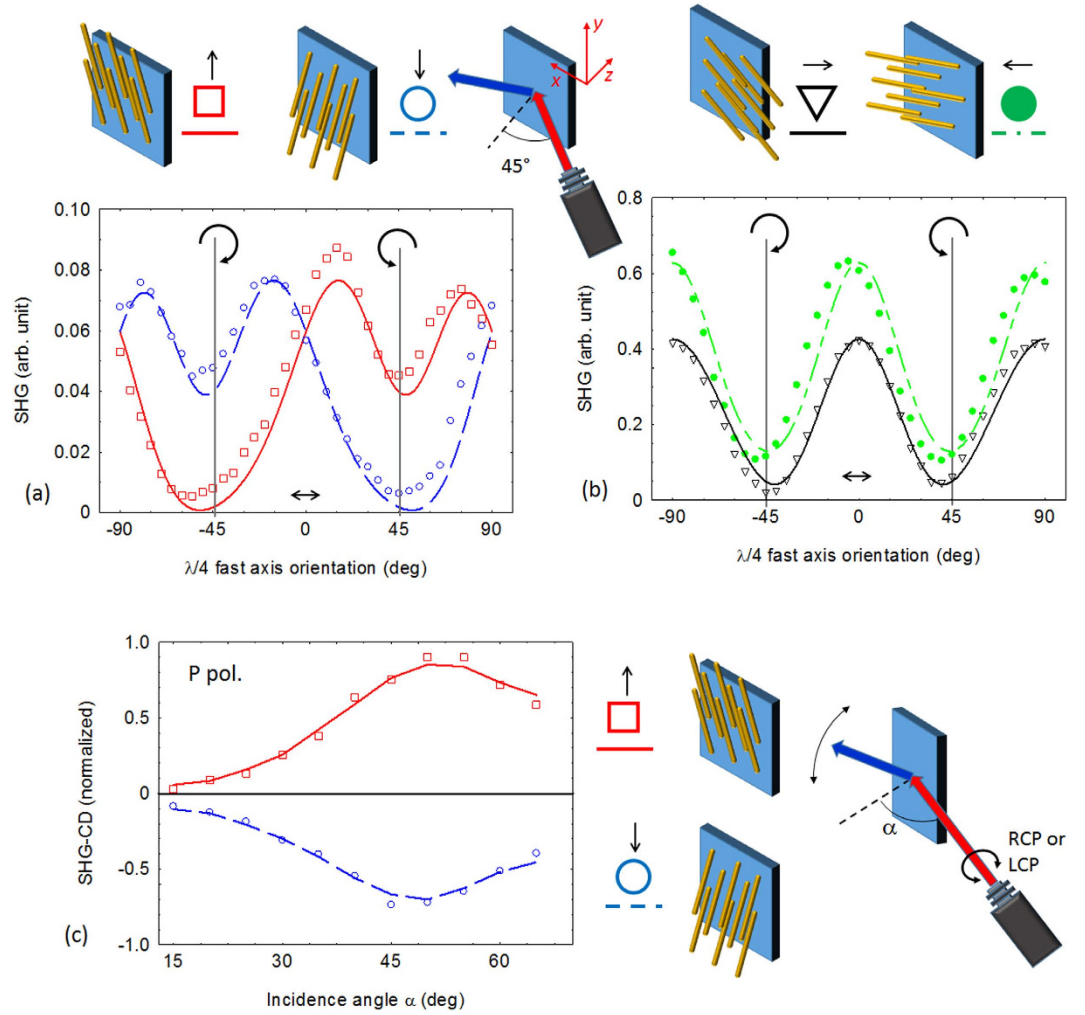 y
x
z
45°
0.10
0.08
0.06
0.04
0.02
0
SHG (arb. unit)
(a)
-90
-45
0
45
90
λ/4 fast axis orientation (deg)
0.8
0.6
0.4
0.2
0
SHG (arb. unit)
(b)
-90
-45
0
45
90
λ/4 fast axis orientation (deg)
1.0
0.5
0
-0.5
-1.0
SHG-CD (normalized)
P pol.
(c)
15
30
45
60
Incidence angle α (deg)
α
RCP or
LCP